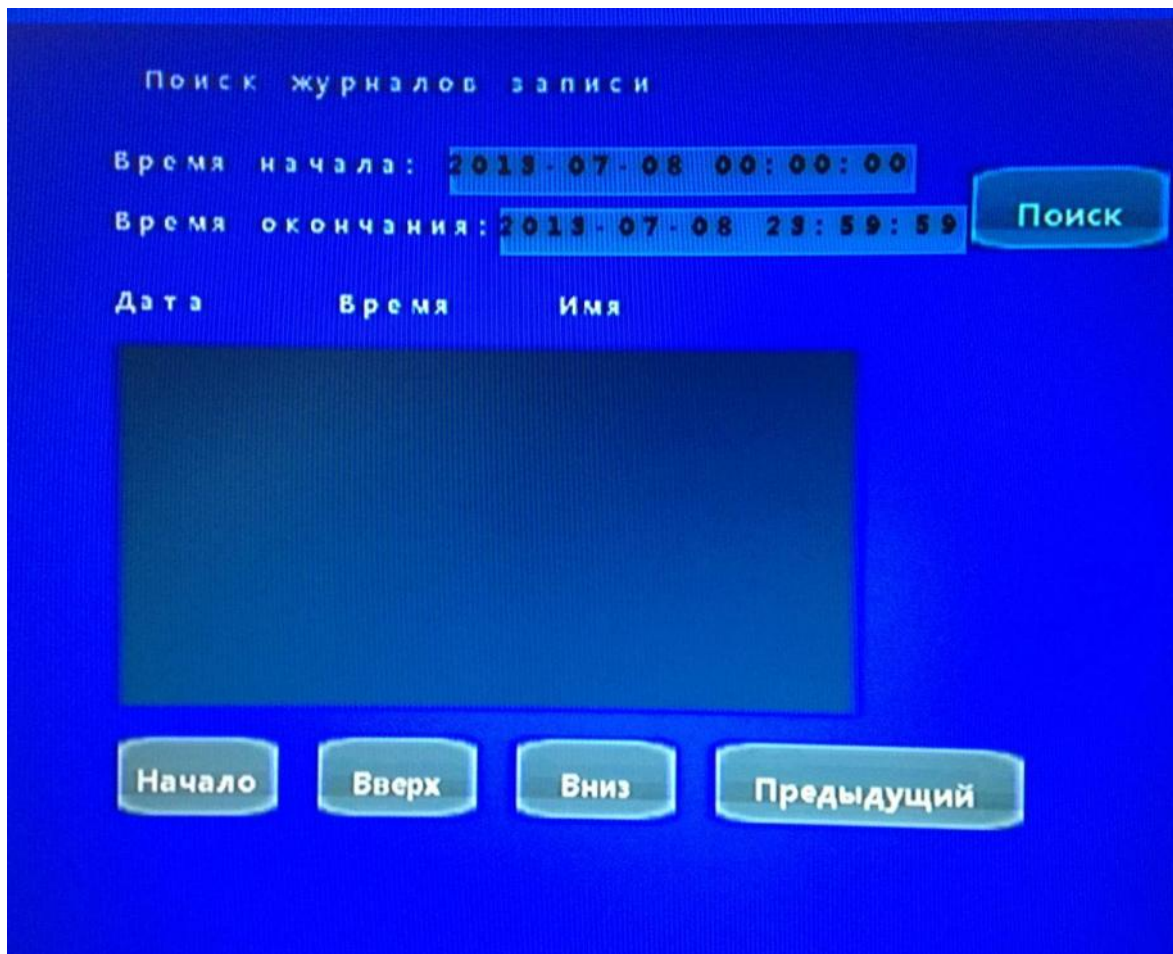 Поиск журналов записи
Время начала: 2013-07-08 00:00:00
Время окончания: 2013-07-08 23:59:59
Поиск
Дата Время Имя
Начало Вверх Вниз Предыдущий